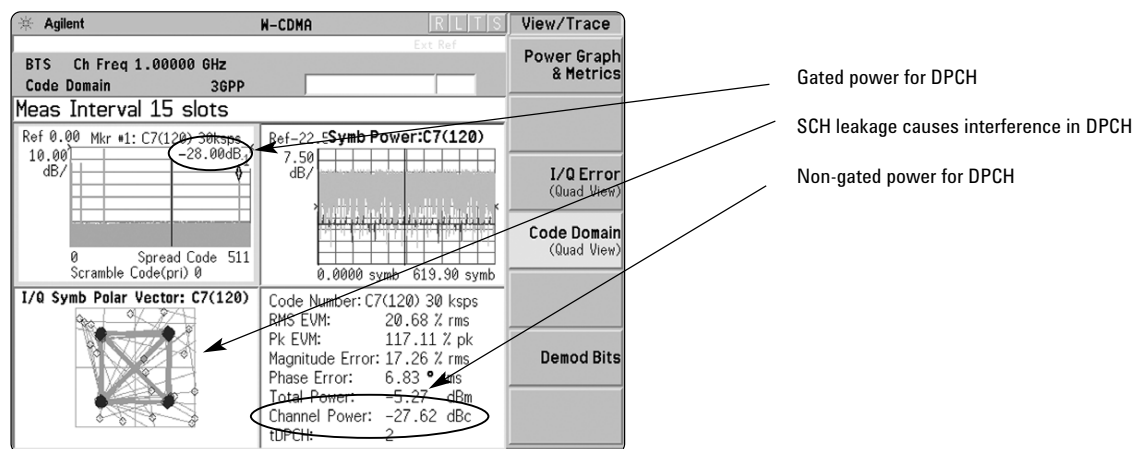 Agilent W-CDMA R L T S View/Trace
Ext Ref
BTS Ch Freq 1.00000 GHz
Code Domain 3GPP
Meas Interval 15 slots
Ref 0.00 Mkr #1: C7(120) 30ksps
-28.00dB
10.00
dB/
1
0 Spread Code 511
Scramble Code(pri) 0
Symb Power:C7(120)
7.50
dB/
0.0000 symb 619.90 symb
I/Q Symb Polar Vector: C7(120)
Code Number: C7(120) 30 ksps
RMS EVM: 20.68 % rms
Pk EVM: 117.11 % pk
Magnitude Error: 17.26 % rms
Phase Error: 6.83 °
Total Power: -5.27 dBm
Channel Power: -27.62 dBc
tDPCH: 2
Power Graph
& Metrics
I/Q Error
(Quad View)
Code Domain
(Quad View)
Demod Bits
Gated power for DPCH
SCH leakage causes interference in DPCH
Non-gated power for DPCH